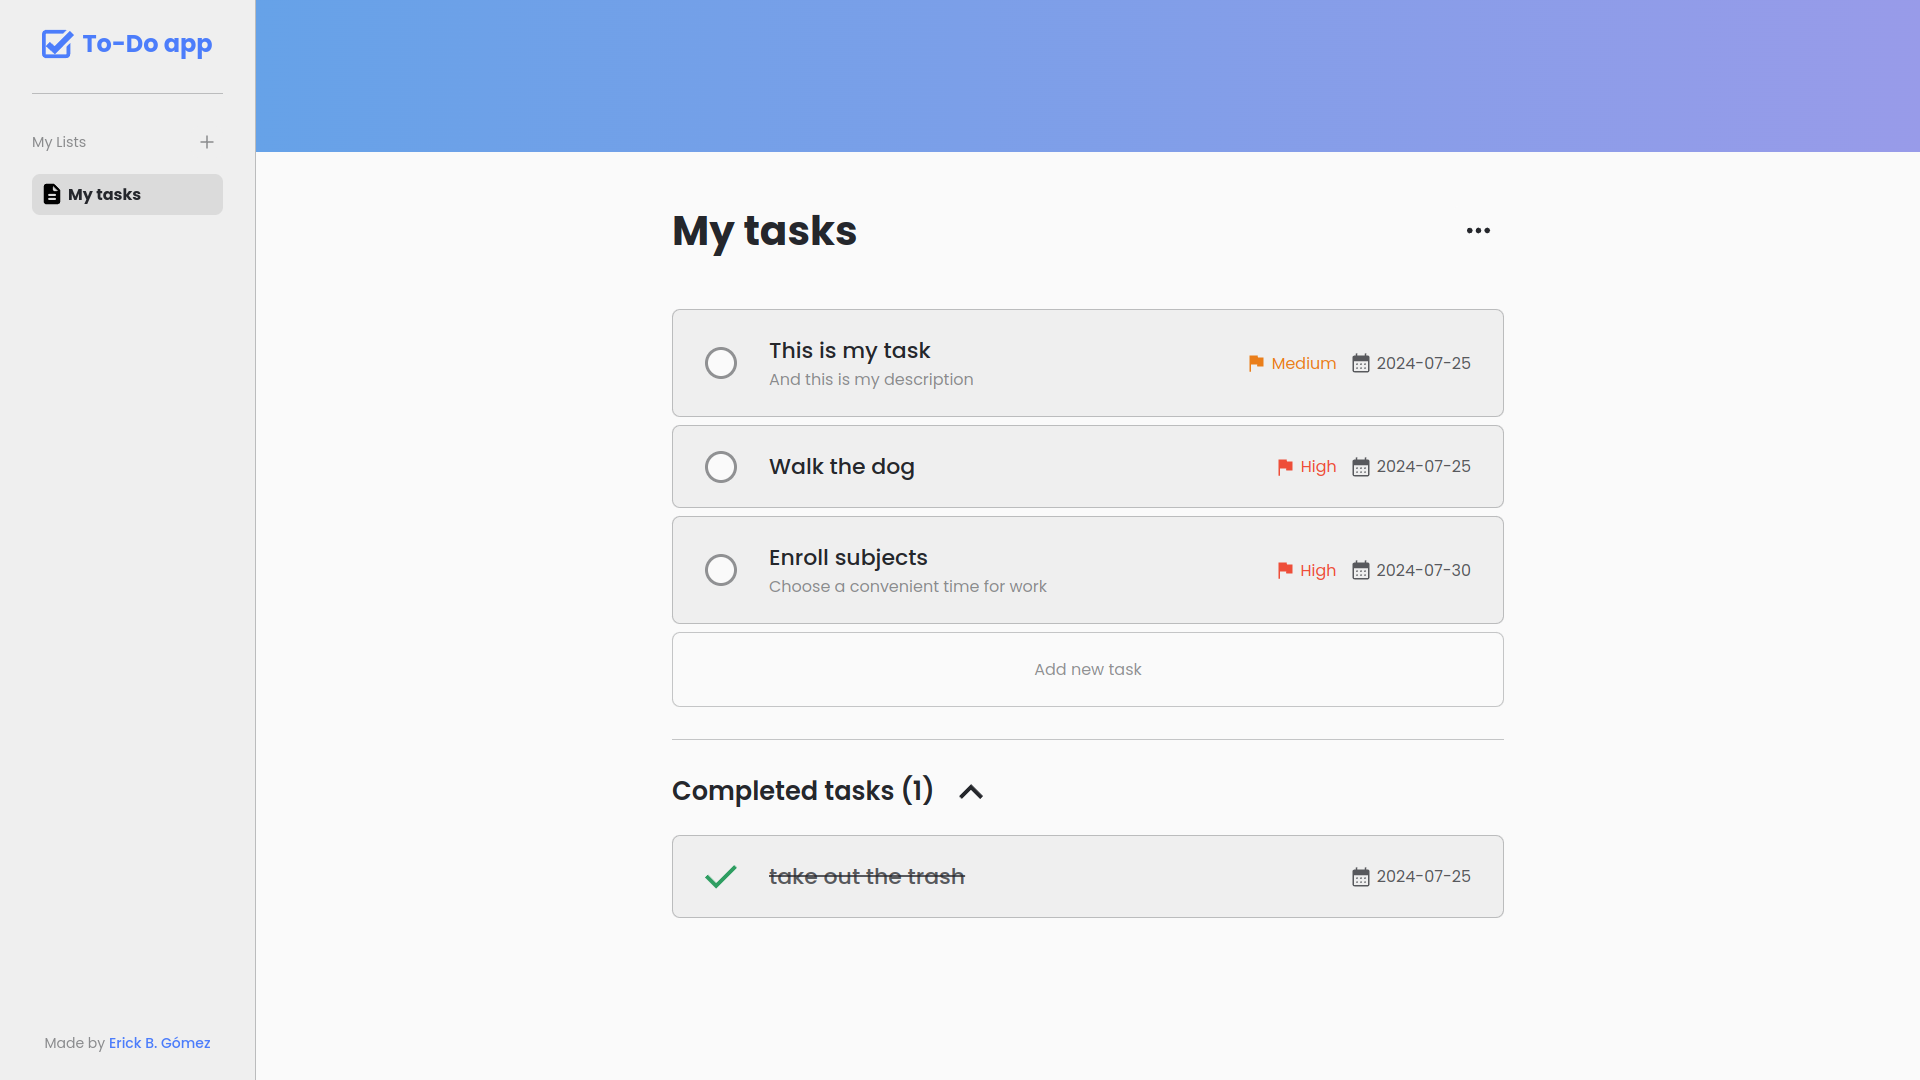 To-Do app
My Lists
My tasks
Made by Erick B. Gómez
My tasks
This is my task
And this is my description
Medium 2024-07-25
Walk the dog
High 2024-07-25
Enroll subjects
Choose a convenient time for work
High 2024-07-30
Add new task
Completed tasks (1)
take out the trash
2024-07-25